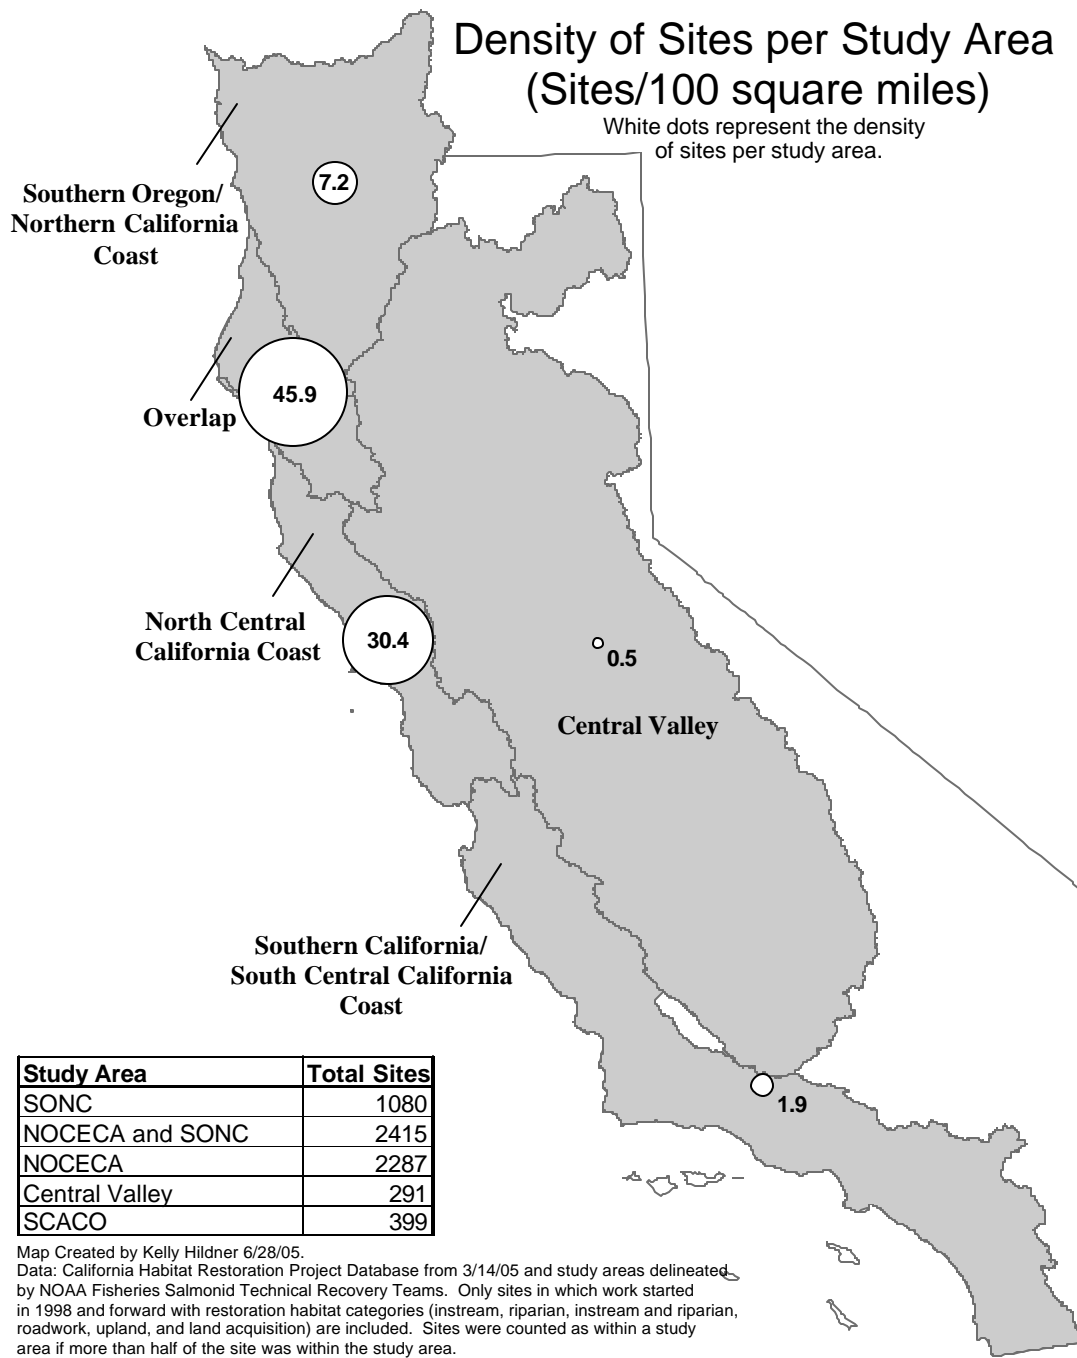 Density of Sites per Study Area
(Sites/100 square miles)
White dots represent the density
of sites per study area.
7.2
Southern Oregon/
Northern California
Coast
45.9
Overlap
North Central
California Coast
30.4
0.5
Central Valley
Southern California/
South Central California
Coast
1.9
Study Area Total Sites
SONC 1080
NOCECA and SONC 2415
NOCECA 2287
Central Valley 291
SCACO 399
Map Created by Kelly Hildner 6/28/05.
Data: California Habitat Restoration Project Database from 3/14/05 and study areas delineated
by NOAA Fisheries Salmonid Technical Recovery Teams. Only sites in which work started
in 1998 and forward with restoration habitat categories (instream, riparian, instream and riparian,
roadwork, upland, and land acquisition) are included. Sites were counted as within a study
area if more than half of the site was within the study area.